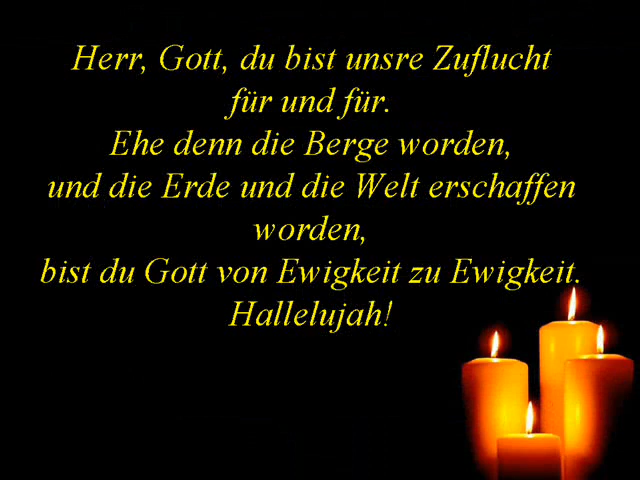 Herr, Gott, du bist unsre Zuflucht
für und für.
Ehe denn die Berge worden,
und die Erde und die Welt erschaffen
worden,
bist du Gott von Ewigkeit zu Ewigkeit.
Hallelujah!